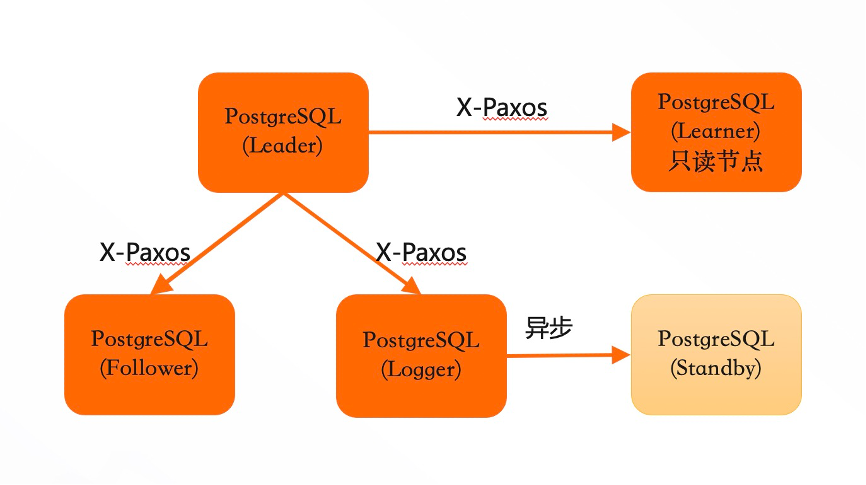 PostgreSQL
(Leader)
X-Paxos
PostgreSQL
(Learner)
只读节点
X-Paxos
X-Paxos
PostgreSQL
(Follower)
PostgreSQL
(Logger)
异步
PostgreSQL
(Standby)